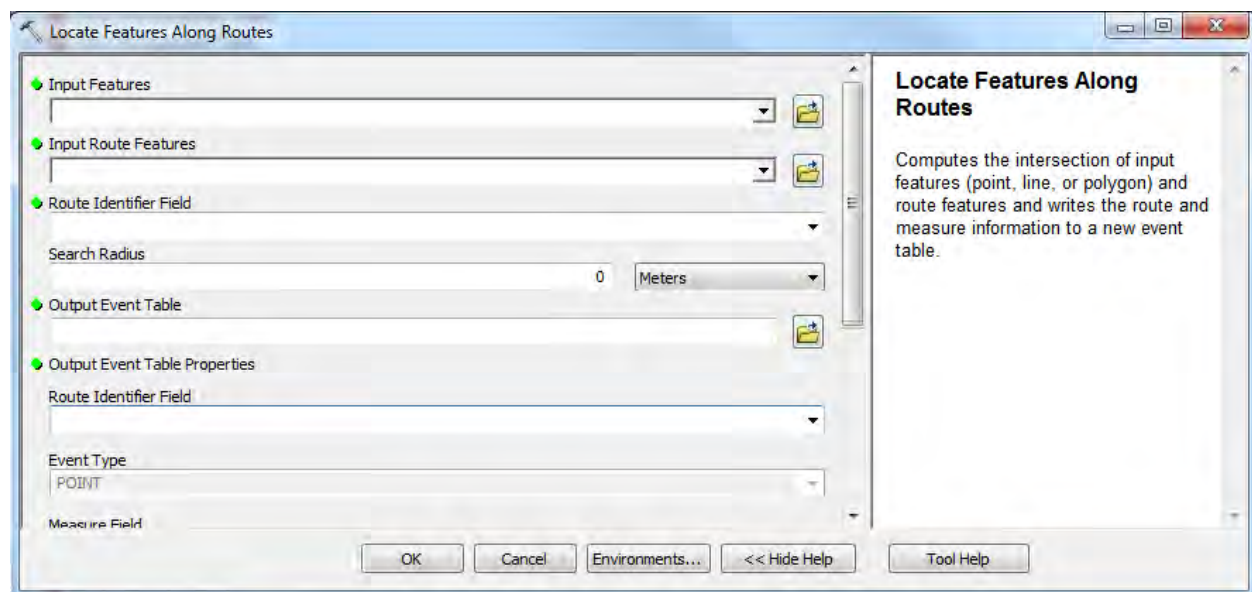 Locate Features Along Routes
Input Features
Input Route Features
Route Identifier Field
Search Radius
0 Meters
Output Event Table
Output Event Table Properties
Route Identifier Field
Event Type
POINT
Measure Field
OK Cancel Environments... << Hide Help Tool Help
Locate Features Along
Routes
Computes the intersection of input
features (point, line, or polygon) and
route features and writes the route and
measure information to a new event
table.